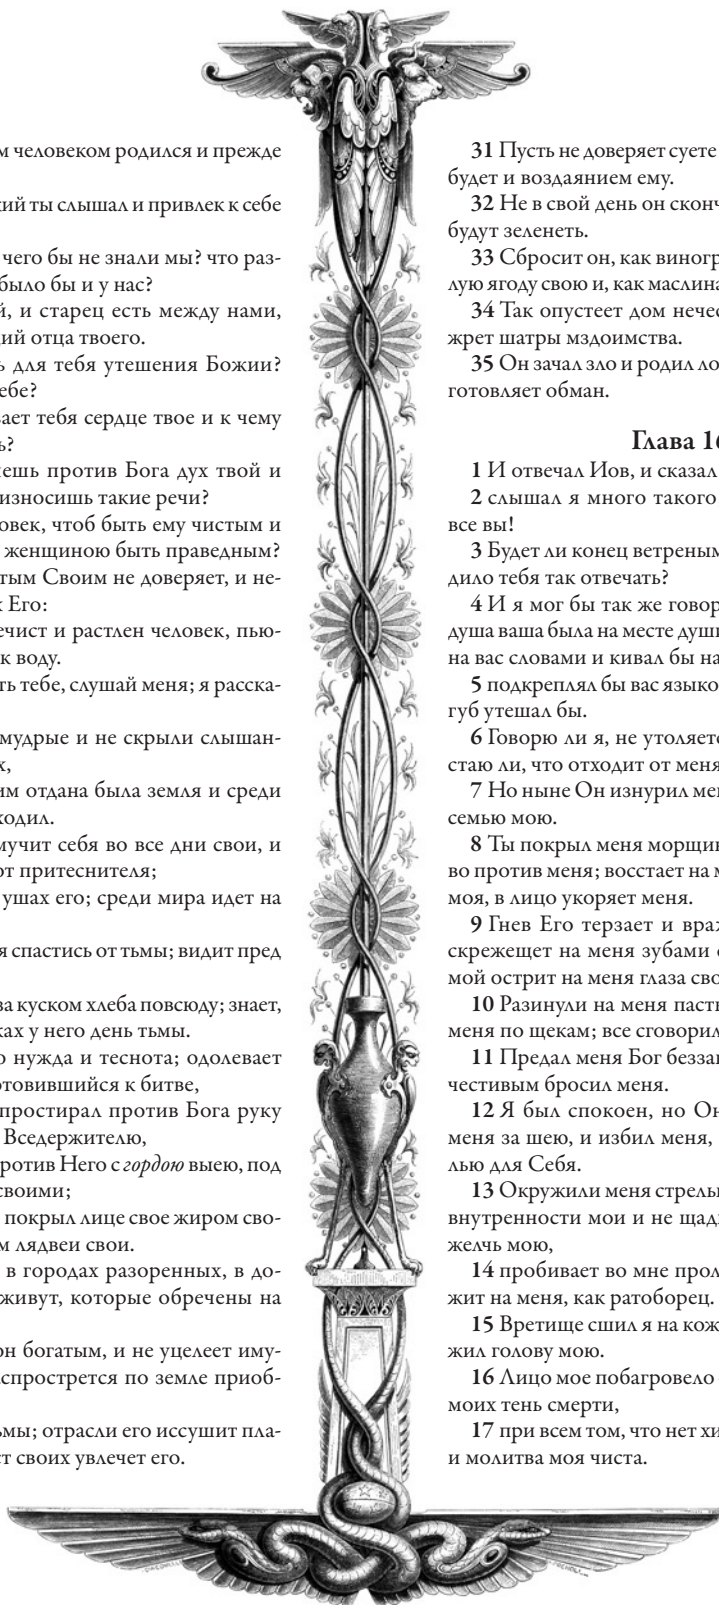 м человеком родился и прежде
кий ты слышал и привлек к себе
чего бы не знали мы? что раз-
было бы и у нас?
й, и старец есть между нами,
щий отца твоего.
ь для тебя утешения Божии?
ебе?
вает тебя сердце твое и к чему
ь?
ешь против Бога дух твой и
износишь такие речи?
овек, чтоб быть ему чистым и
женщиною быть праведным?
тым Своим не доверяет, и не-
х Его:
ечист и растлен человек, пью-
к воду.
ть тебе, слушай меня; я расска-
мудрые и не скрыли слышан-
х,
им отдана была земля и среди
ходил.
мучит себя во все дни свои, и
от притеснителя;
ушах его; среди мира идет на
я спастись от тьмы; видит пред
за куском хлеба повсюду; знает,
ках у него день тьмы.
о нужда и теснота; одолевает
отовившийся к битве,
простирал против Бога руку
Вседержителю,
ротив Него с гордою выею, под
своими;
покрыл лице свое жиром сво-
м лядвеи свои.
в городах разоренных, в до-
живут, которые обречены на
он богатым, и не уцелеет иму-
спрострется по земле приоб-
ьмы; отрасли его иссушит пла-
ст своих увлечет его.
31 Пусть не доверяет суете
будет и воздаянием ему.
32 Не в свой день он сконч
будут зеленеть.
33 Сбросит он, как виногр
лую ягоду свою и, как маслина
34 Так опустеет дом нечес
жрет шатры мздоимства.
35 Он зачал зло и родил ло
готовляет обман.
Глава 16
1 И отвечал Иов, и сказал
2 слышал я много такого
все вы!
3 Будет ли конец ветреным
дило тебя так отвечать?
4 И я мог бы так же говор
душа ваша была на месте души
на вас словами и кивал бы на
5 подкреплял бы вас языко
губ утешал бы.
6 Говорю ли я, не утоляетс
стаю ли, что отходит от меня
7 Но ныне Он изнурил мен
семью мою.
8 Ты покрыл меня морщин
во против меня; восстает на м
моя, в лицо укоряет меня.
9 Гнев Его терзает и враж
скрежещет на меня зубами с
мой острит на меня глаза сво
10 Разинули на меня пасть
меня по щекам; все сговорил
11 Предал меня Бог беззак
честивым бросил меня.
12 Я был спокоен, но Он
меня за шею, и избил меня,
лью для Себя.
13 Окружили меня стрелы
внутренности мои и не щад
желчь мою,
14 пробивает во мне прол
жит на меня, как ратоборец.
15 Вретище сшил я на кож
жил голову мою.
16 Лицо мое побагровело
моих тень смерти,
17 при всем том, что нет хи
и молитва моя чиста.